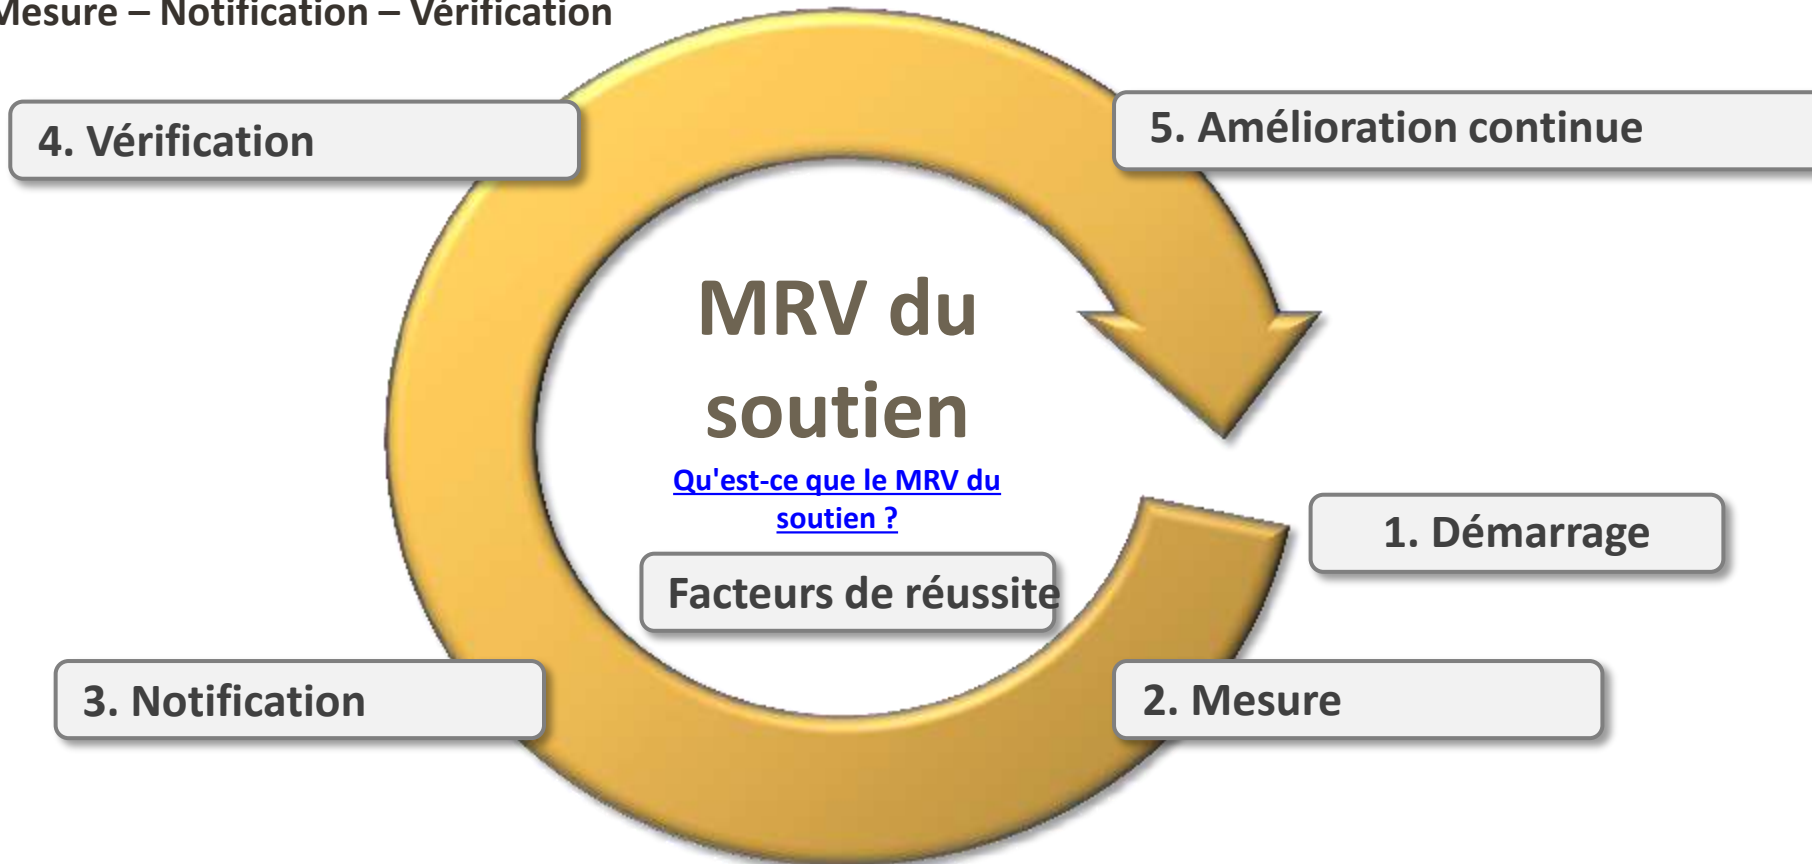 Mesure – Notification – Vérification
4. Vérification
5. Amélioration continue
MRV du
soutien
Qu'est-ce que le MRV du
soutien ?
Facteurs de réussite
1. Démarrage
3. Notification
2. Mesure